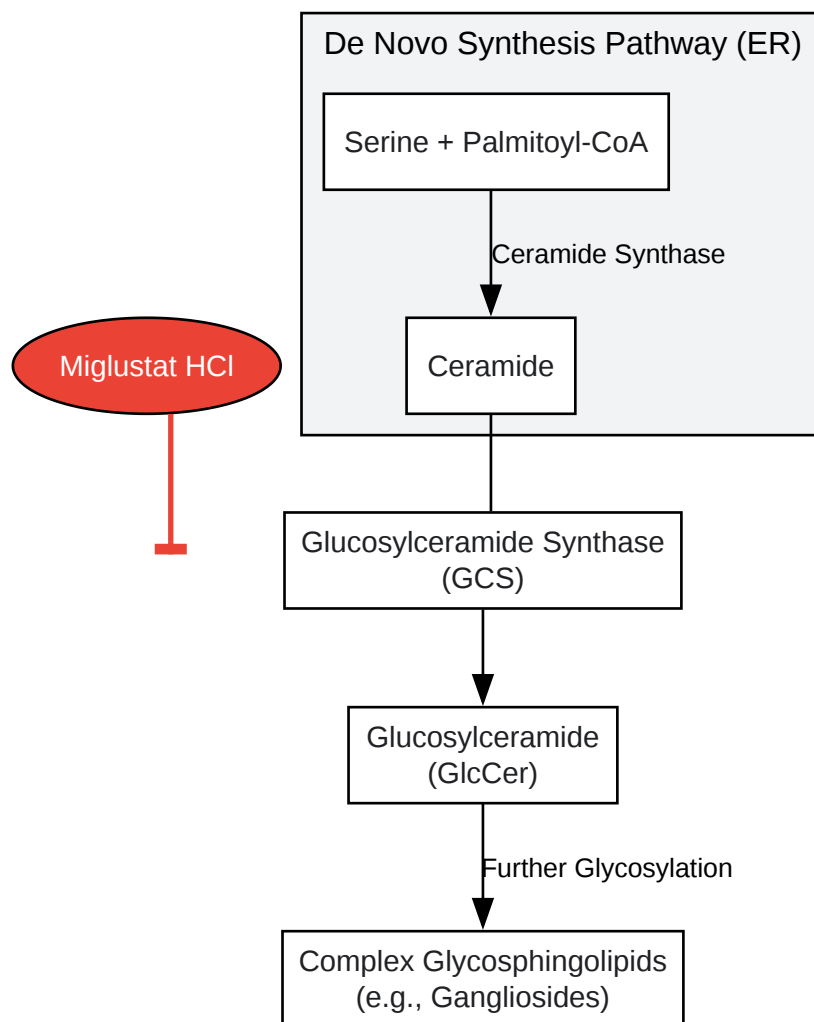 De Novo Synthesis Pathway (ER)
Serine + Palmitoyl-CoA
Ceramide Synthase
Miglustat HCl
Ceramide
Glucosylceramide Synthase
(GCS)
Glucosylceramide
(GlcCer)
Further Glycosylation
Complex Glycosphingolipids
(e.g., Gangliosides)